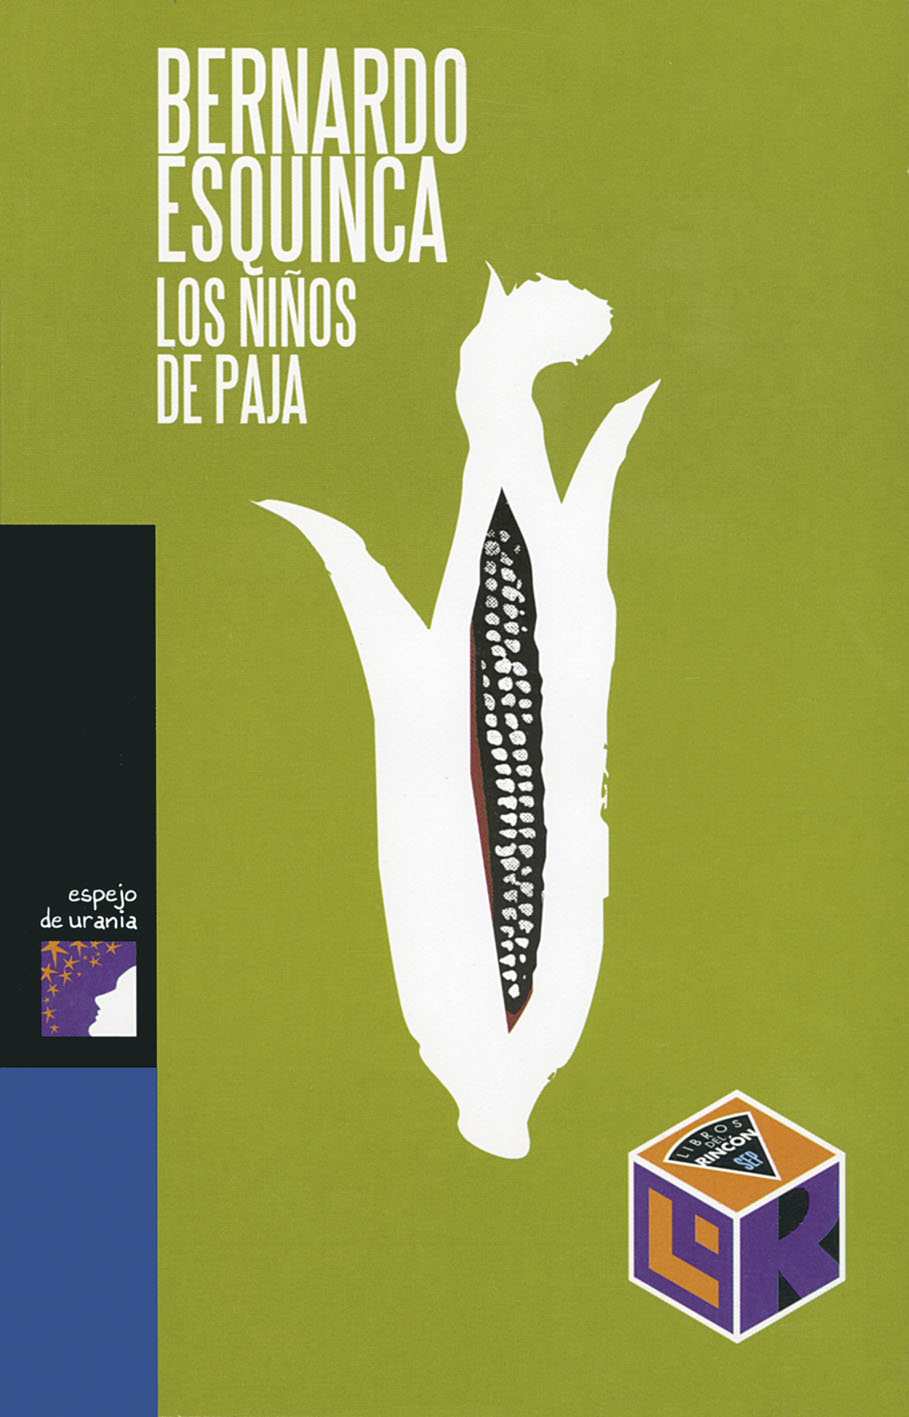 BERNARDO
ESQUINCA
LOS NIÑOS
DE PAJA
espejo
de urania
LIBROS
DEL
RINCÓN
SEP
L R